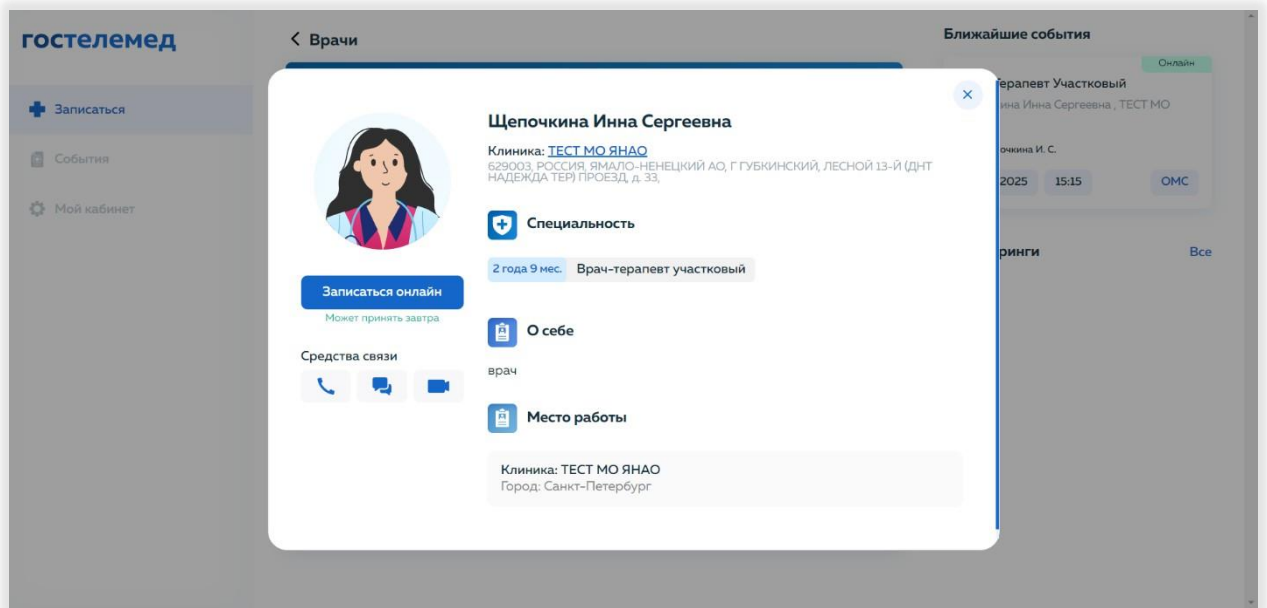 гостелемед
Записаться
События
Мой кабинет
Врачи
Щепочкина Инна Сергеевна
Клиника: ТЕСТ МО ЯНАО
629003, РОССИЯ, ЯМАЛО-НЕНЕЦКИЙ АО, Г ГУБКИНСКИЙ, ЛЕСНОЙ 13-Й (ДНТ
НАДЕЖДА ТЕР) ПРОЕЗД, д. 33,
Специальность
2 года 9 мес. Врач-терапевт участковый
Записаться онлайн
Может принять завтра
Средства связи
О себе
врач
Место работы
Клиника: ТЕСТ МО ЯНАО
Город: Санкт-Петербург
Ближайшие события
Онлайн
ерапевт Участковый
ина Инна Сергеевна , ТЕСТ МО
очкина И. С.
2025 15:15 ОМС
ринги Все